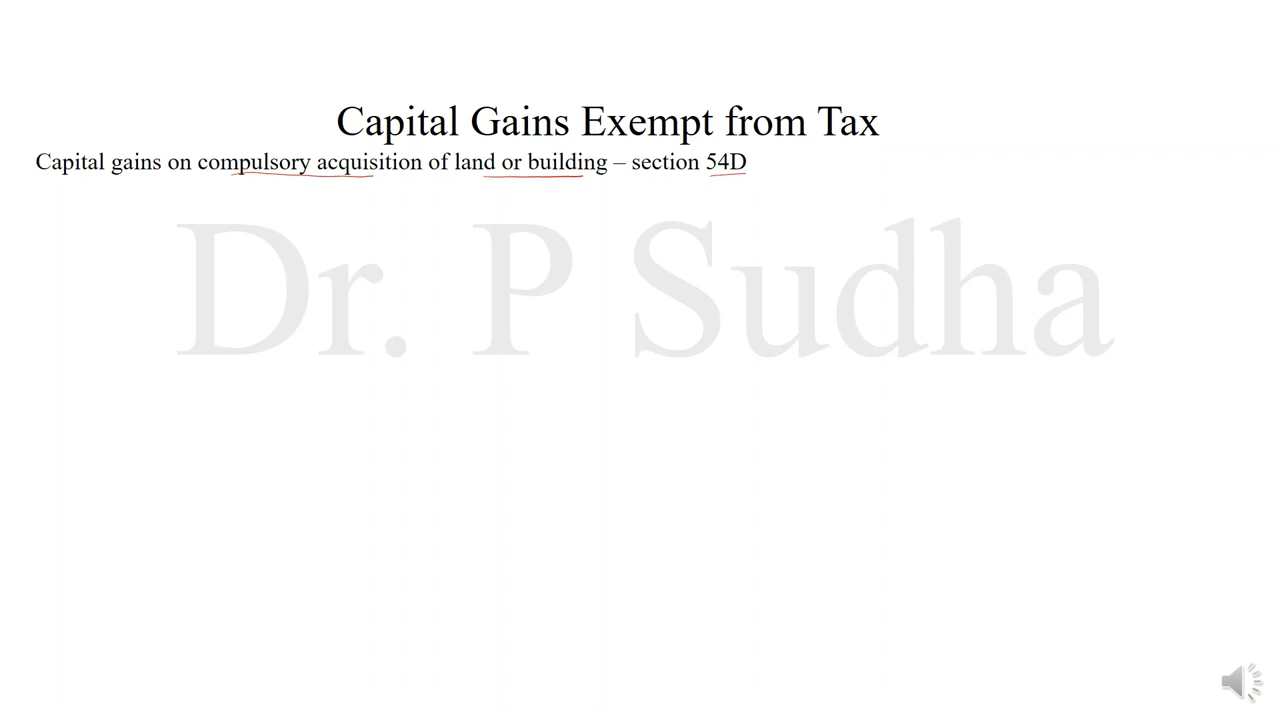 Capital Gains Exempt from Tax
Capital gains on compulsory acquisition of land or building – section 54D
Dr. P Sudha